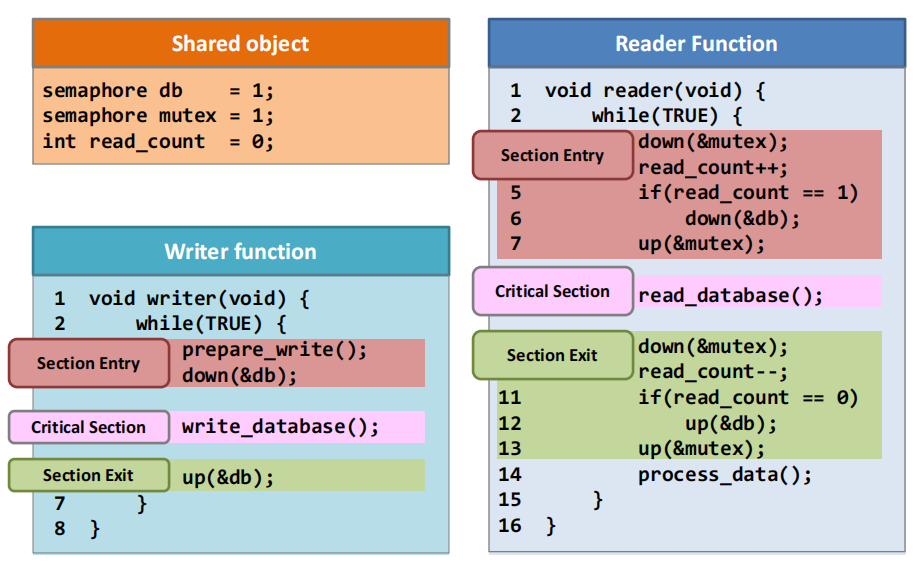 Shared object
semaphore db    = 1;
semaphore mutex = 1;
int read_count  = 0;
Writer function
1  void writer(void) {
2      while(TRUE) {
Section Entry
prepare_write();
down(&db);
Critical Section
write_database();
Section Exit
up(&db);
7      }
8  }
Reader Function
1  void reader(void) {
2      while(TRUE) {
Section Entry
down(&mutex);
read_count++;
5          if(read_count == 1)
6              down(&db);
7          up(&mutex);
Critical Section
read_database();
Section Exit
down(&mutex);
read_count--;
11         if(read_count == 0)
12             up(&db);
13         up(&mutex);
14         process_data();
15     }
16 }